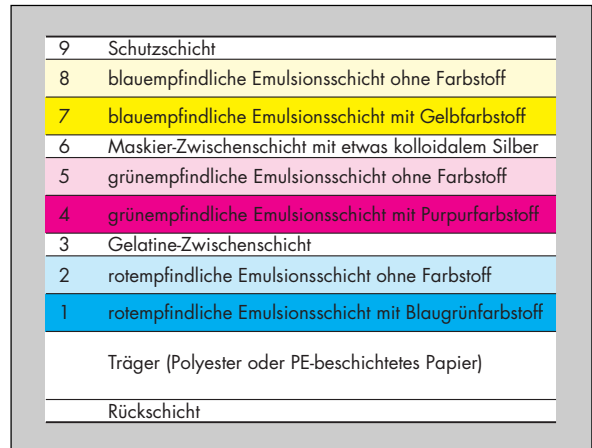 9 Schutzschicht
8 blauempfindliche Emulsionsschicht ohne Farbstoff
7 blauempfindliche Emulsionsschicht mit Gelbfarbstoff
6 Maskier-Zwischenschicht mit etwas kolloidalem Silber
5 grünempfindliche Emulsionsschicht ohne Farbstoff
4 grünempfindliche Emulsionsschicht mit Purpurfarbstoff
3 Gelatine-Zwischenschicht
2 rotempfindliche Emulsionsschicht ohne Farbstoff
1 rotempfindliche Emulsionsschicht mit Blaugrünfarbstoff
Träger (Polyester oder PE-beschichtetes Papier)
Rückschicht